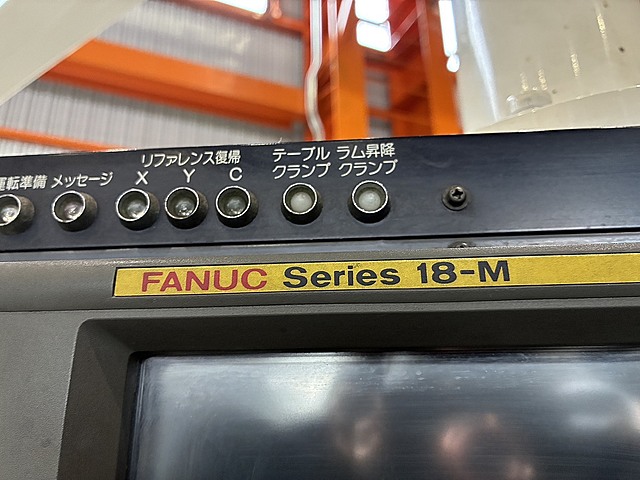 リファレンス復帰 テーブル ラム昇降
運転準備 メッセージ X Y C クランプ クランプ
FANUC Series 18-M